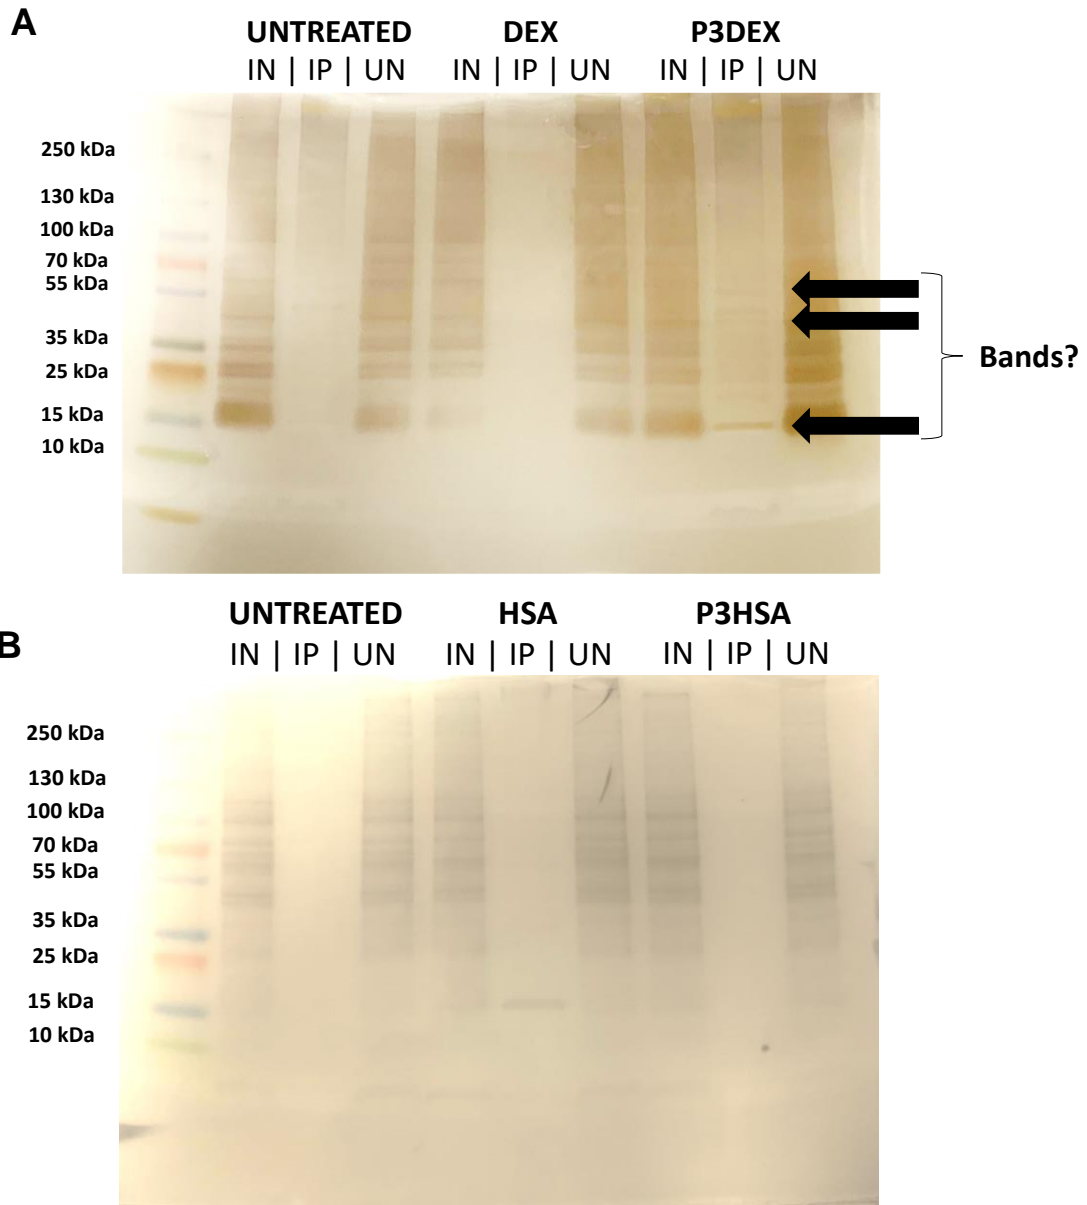 A
UNTREATED DEX P3DEX
IN | IP | UN IN | IP | UN IN | IP | UN
250 kDa
130 kDa
100 kDa
70 kDa
55 kDa
35 kDa
25 kDa
15 kDa
10 kDa
Bands?
B
UNTREATED HSA P3HSA
IN | IP | UN IN | IP | UN IN | IP | UN
250 kDa
130 kDa
100 kDa
70 kDa
55 kDa
35 kDa
25 kDa
15 kDa
10 kDa